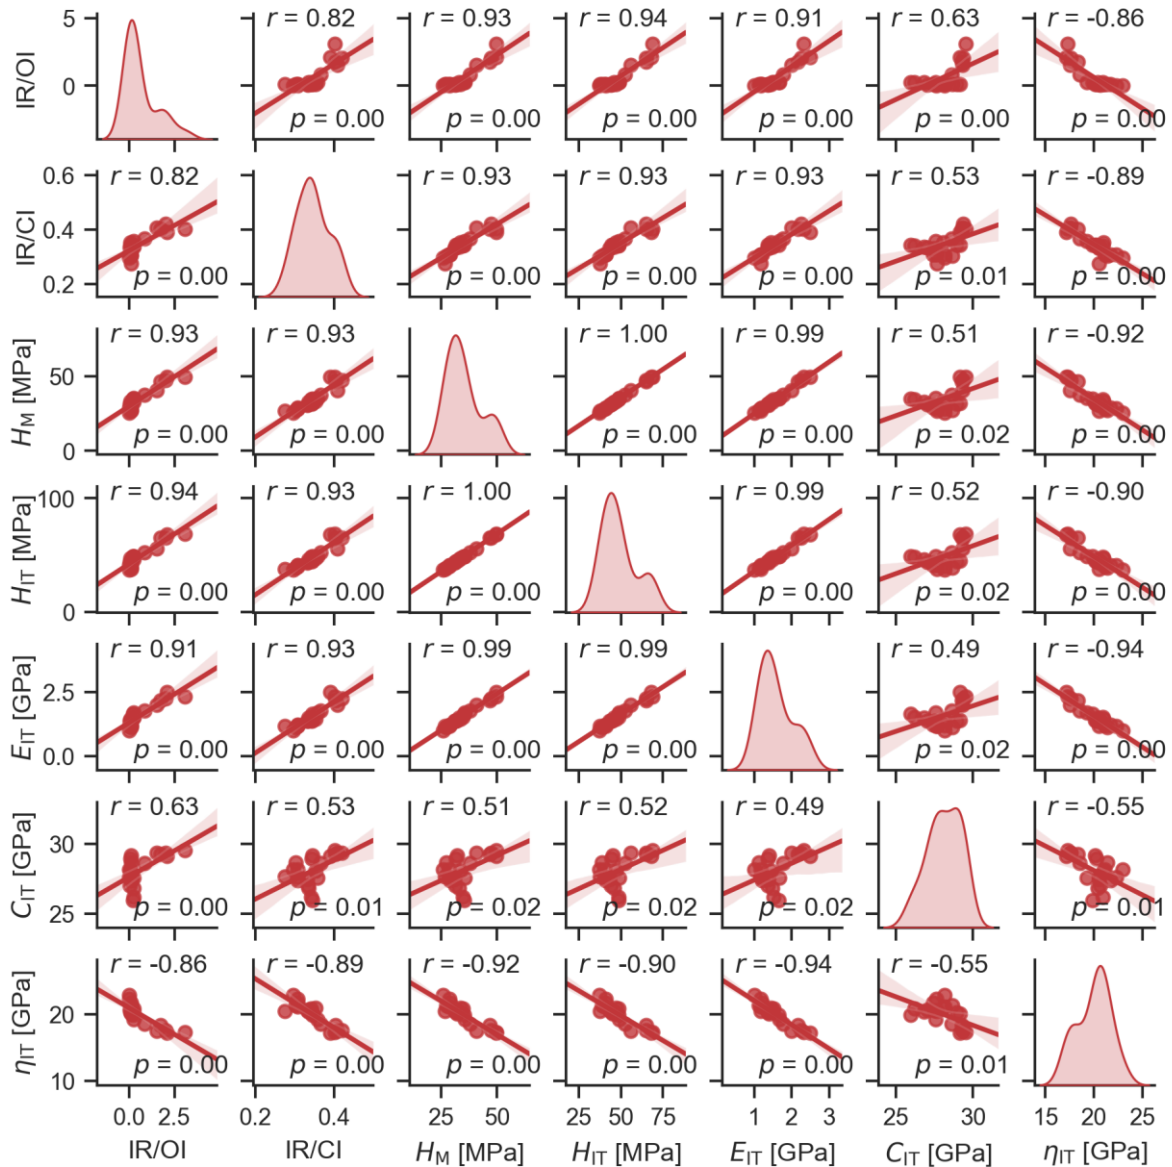 5
0
IR/OI
r = 0.82
p = 0.00
r = 0.93
p = 0.00
r = 0.94
p = 0.00
r = 0.91
p = 0.00
r = 0.63
p = 0.00
r = -0.86
p = 0.00
0.6
0.4
0.2
IR/CI
r = 0.82
p = 0.00
r = 0.93
p = 0.00
r = 0.93
p = 0.00
r = 0.93
p = 0.00
r = 0.53
p = 0.01
r = -0.89
p = 0.00
50
0
H_M [MPa]
r = 0.93
p = 0.00
r = 0.93
p = 0.00
r = 1.00
p = 0.00
r = 0.99
p = 0.00
r = 0.51
p = 0.02
r = -0.92
p = 0.00
100
0
H_IT [MPa]
r = 0.94
p = 0.00
r = 0.93
p = 0.00
r = 1.00
p = 0.00
r = 0.99
p = 0.00
r = 0.52
p = 0.02
r = -0.90
p = 0.00
2.5
0.0
E_IT [GPa]
r = 0.91
p = 0.00
r = 0.93
p = 0.00
r = 0.99
p = 0.00
r = 0.99
p = 0.00
r = 0.49
p = 0.02
r = -0.94
p = 0.00
30
25
C_IT [GPa]
r = 0.63
p = 0.00
r = 0.53
p = 0.01
r = 0.51
p = 0.02
r = 0.52
p = 0.02
r = 0.49
p = 0.02
r = -0.55
p = 0.01
20
10
η_IT [GPa]
r = -0.86
p = 0.00
r = -0.89
p = 0.00
r = -0.92
p = 0.00
r = -0.90
p = 0.00
r = -0.94
p = 0.00
r = -0.55
p = 0.01
0.0 2.5
0.2 0.4
25 50
25 50 75
1 2 3
25 30
15 20 25
IR/OI
IR/CI
H_M [MPa]
H_IT [MPa]
E_IT [GPa]
C_IT [GPa]
η_IT [GPa]